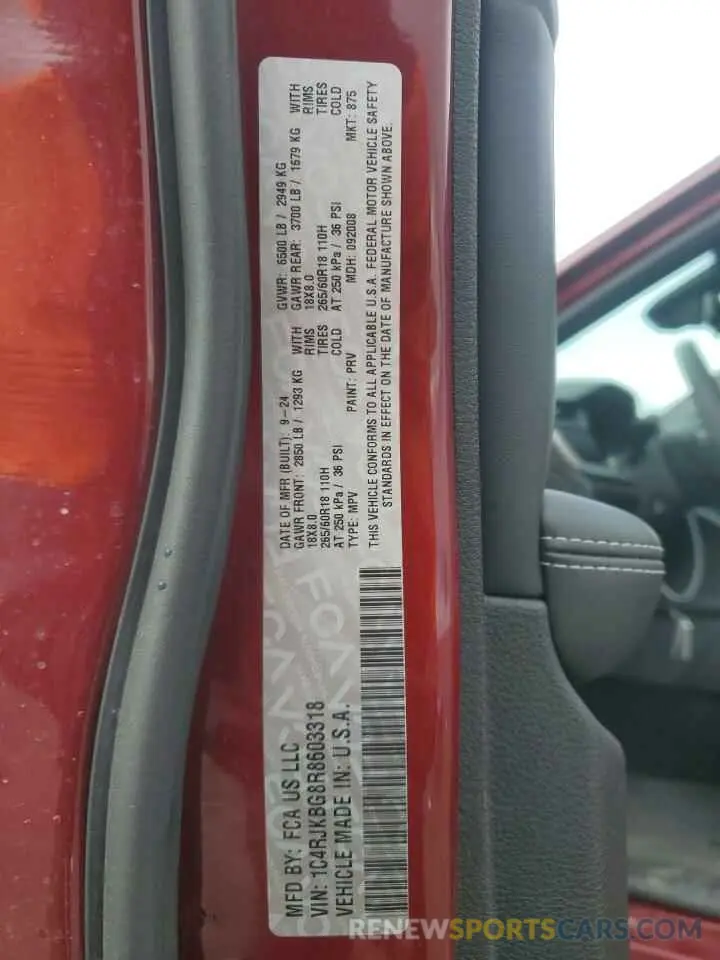 MFD BY: FCA US LLC
VIN: 1C4RJKBG8R8603318
VEHICLE MADE IN: U.S.A.
DATE OF MFR (BUILT): 9-24 GVWR: 6500 LB / 2949 KG
GAWR FRONT: 2850 LB / 1293 KG WITH GAWR REAR: 3700 LB / 1679 KG WITH
18X8.0 RIMS 18X8.0 RIMS
265/60R18 110H TIRES 265/60R18 110H TIRES
AT 250 kPa / 36 PSI COLD AT 250 kPa / 36 PSI COLD
TYPE: MPV PAINT: PRV MDH: 092008 MKT: 875
THIS VEHICLE CONFORMS TO ALL APPLICABLE U.S.A. FEDERAL MOTOR VEHICLE SAFETY
STANDARDS IN EFFECT ON THE DATE OF MANUFACTURE SHOWN ABOVE.
RENEWSPORTSCARS.COM